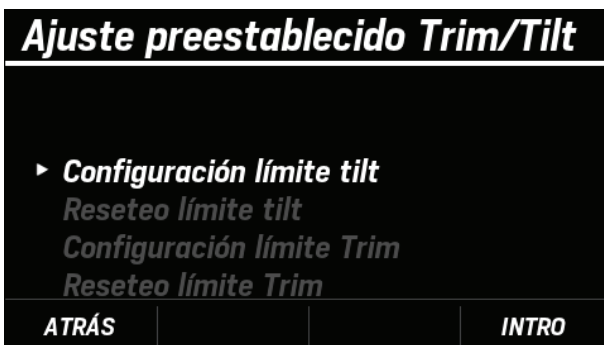 Ajuste preestablecido Trim/Tilt
Configuración límite tilt
Reseteo límite tilt
Configuración límite Trim
Reseteo límite Trim
ATRÁS
INTRO